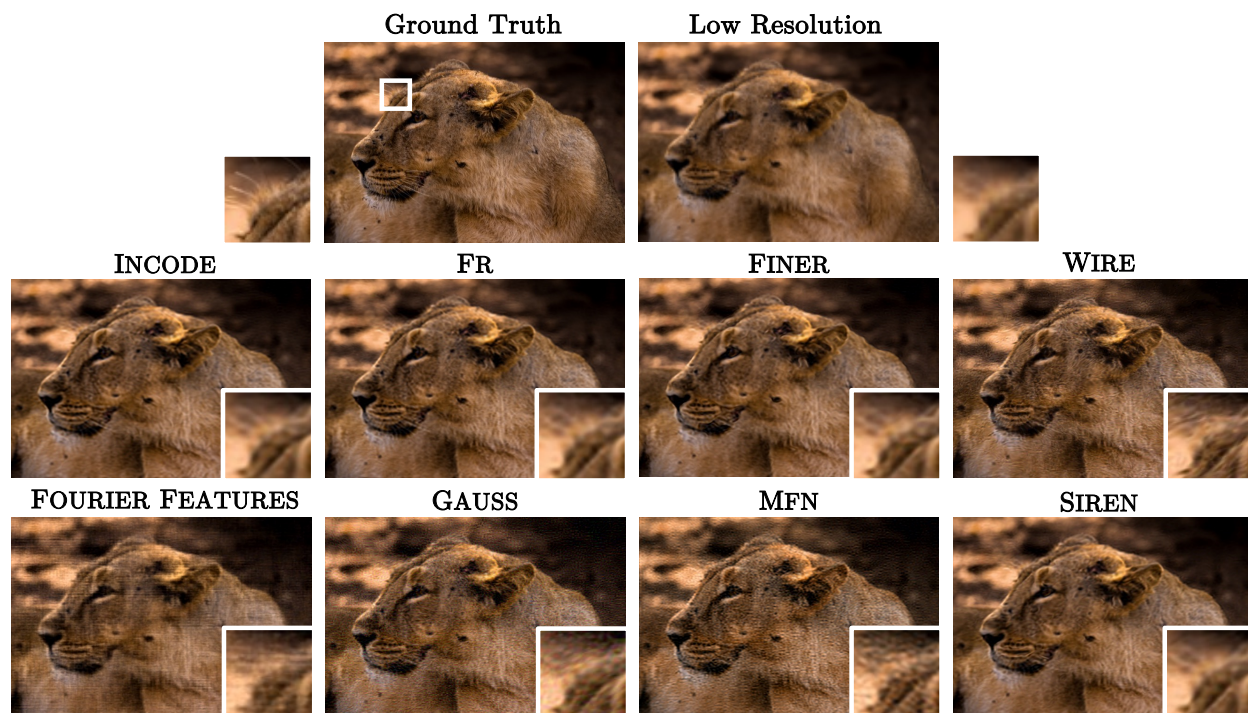 Ground Truth
Low Resolution
INCODE
FR
FINER
WIRE
FOURIER FEATURES
GAUSS
MFN
SIREN